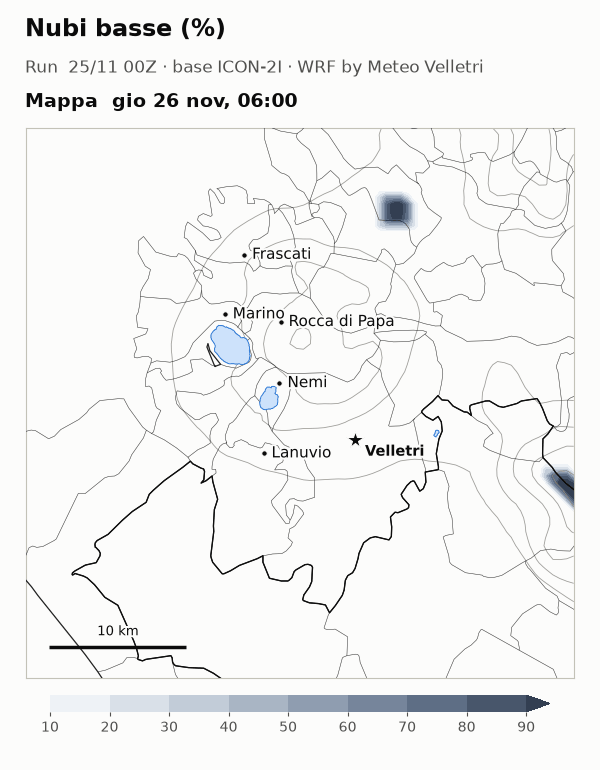 Nubi basse (%)
Run  25/11 00Z · base ICON-2I · WRF by Meteo Velletri
Mappa  gio 26 nov, 06:00
Frascati
Marino
Rocca di Papa
Nemi
Velletri
Lanuvio
10 km
10 20 30 40 50 60 70 80 90